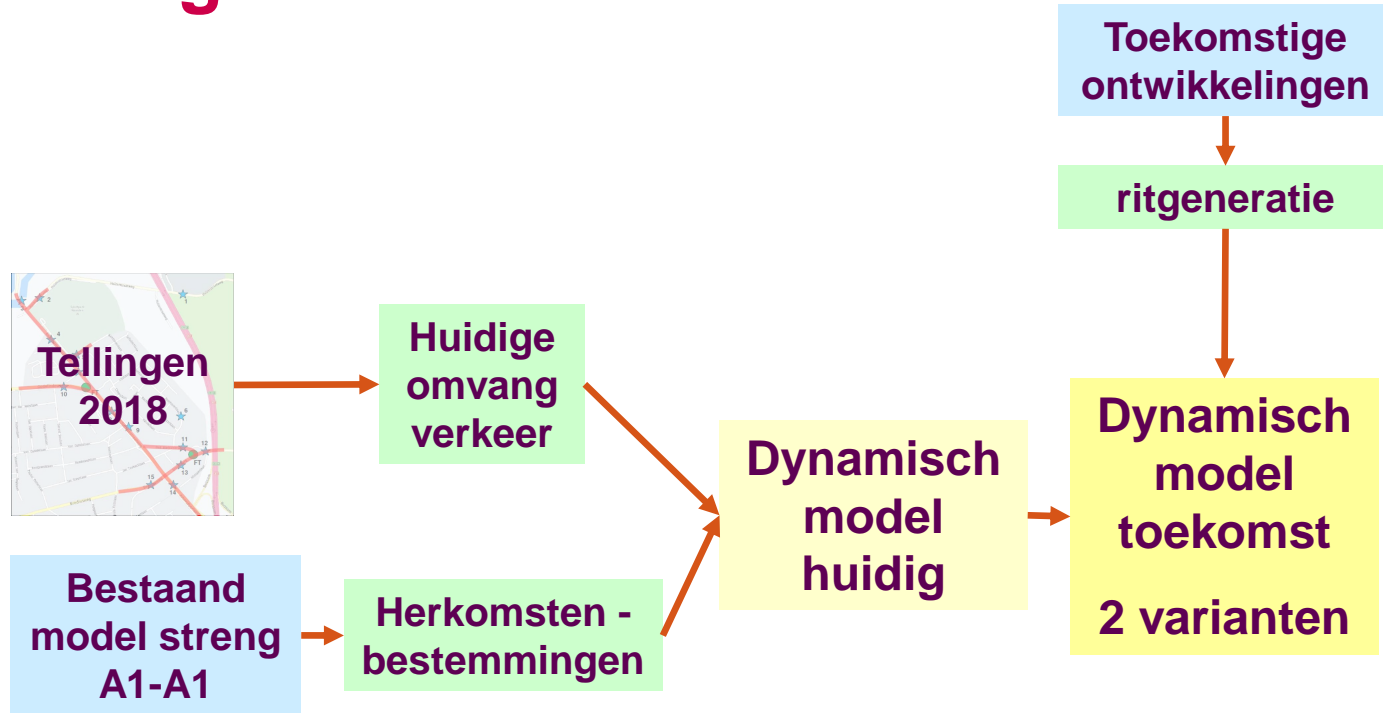 g
Toekomstige
ontwikkelingen
ritgeneratie
Tellingen
2018
Huidige
omvang
verkeer
Bestaand
model streng
A1-A1
Herkomsten -
bestemmingen
Dynamisch
model
huidig
Dynamisch
model
toekomst
2 varianten